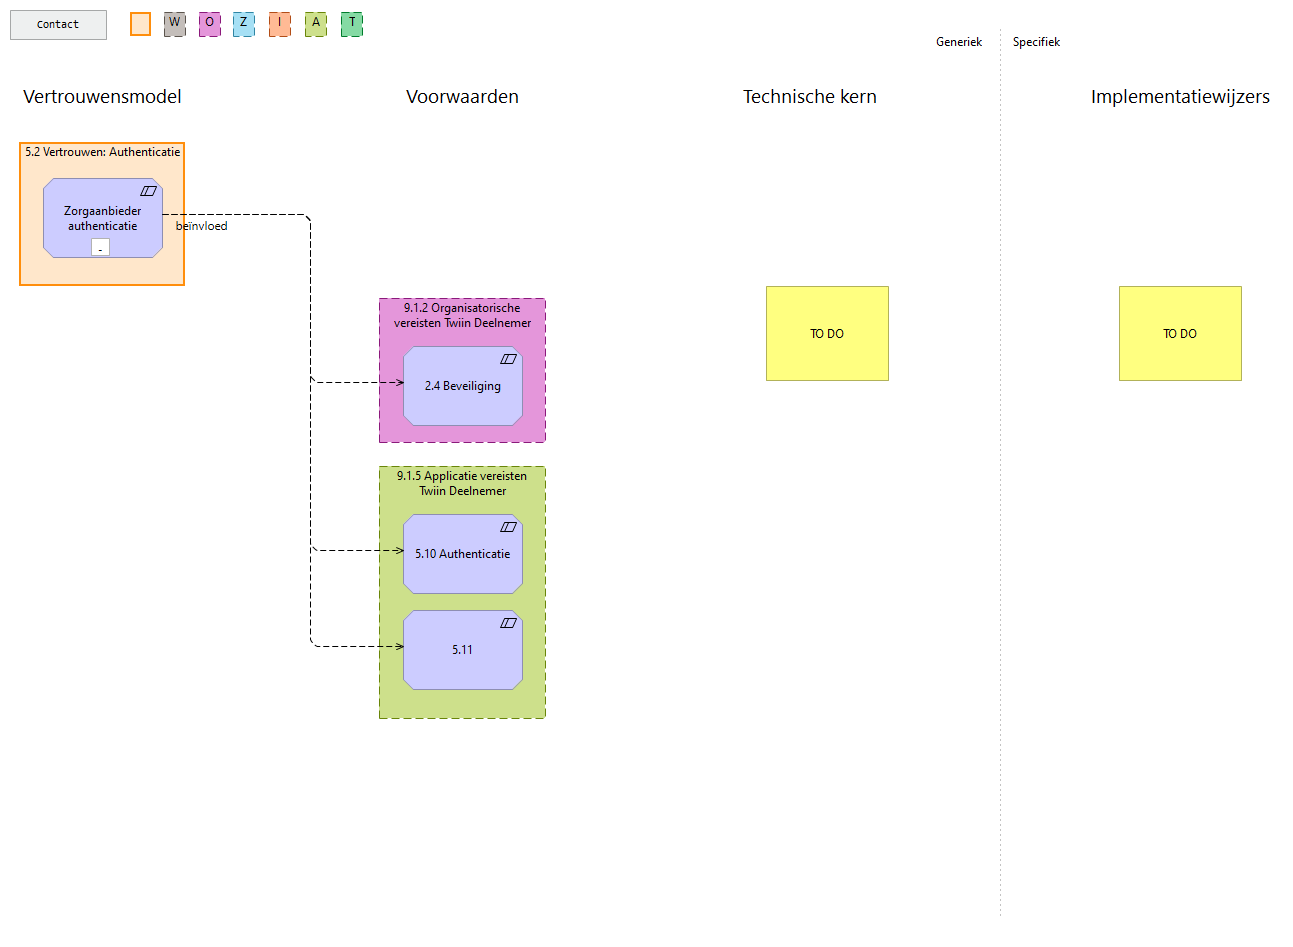 Contact
W
O
Z
I
A
T
Generiek
Specifiek
Vertrouwensmodel
Voorwaarden
Technische kern
Implementatiewijzers
5.2 Vertrouwen: Authenticatie
Zorgaanbieder
authenticatie
-
beïnvloed
9.1.2 Organisatorische
vereisten Twiin Deelnemer
2.4 Beveiliging
TO DO
TO DO
9.1.5 Applicatie vereisten
Twiin Deelnemer
5.10 Authenticatie
5.11